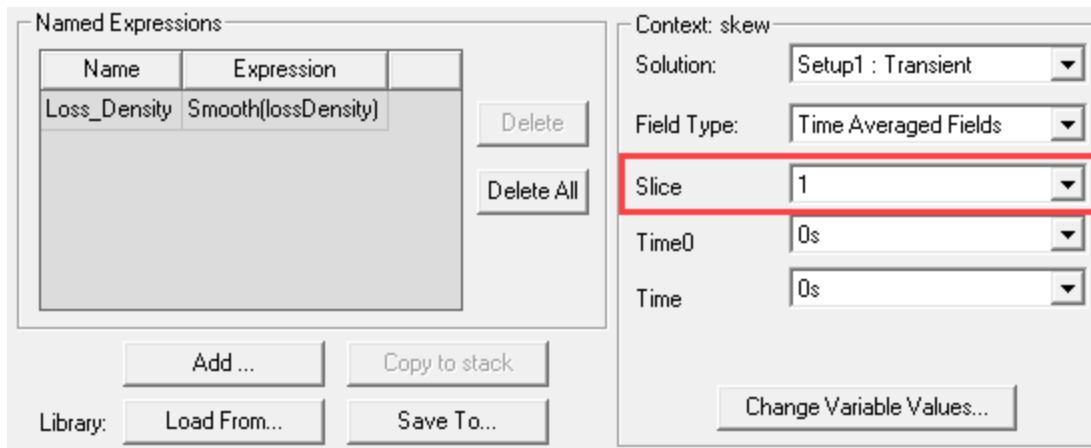 Named Expressions
Name Expression
Loss_Density Smooth(lossDensity)
Delete
Delete All
Add ... Copy to stack
Library: Load From... Save To...
Context: skew
Solution: Setup1 : Transient
Field Type: Time Averaged Fields
Slice 1
Time0 0s
Time 0s
Change Variable Values...